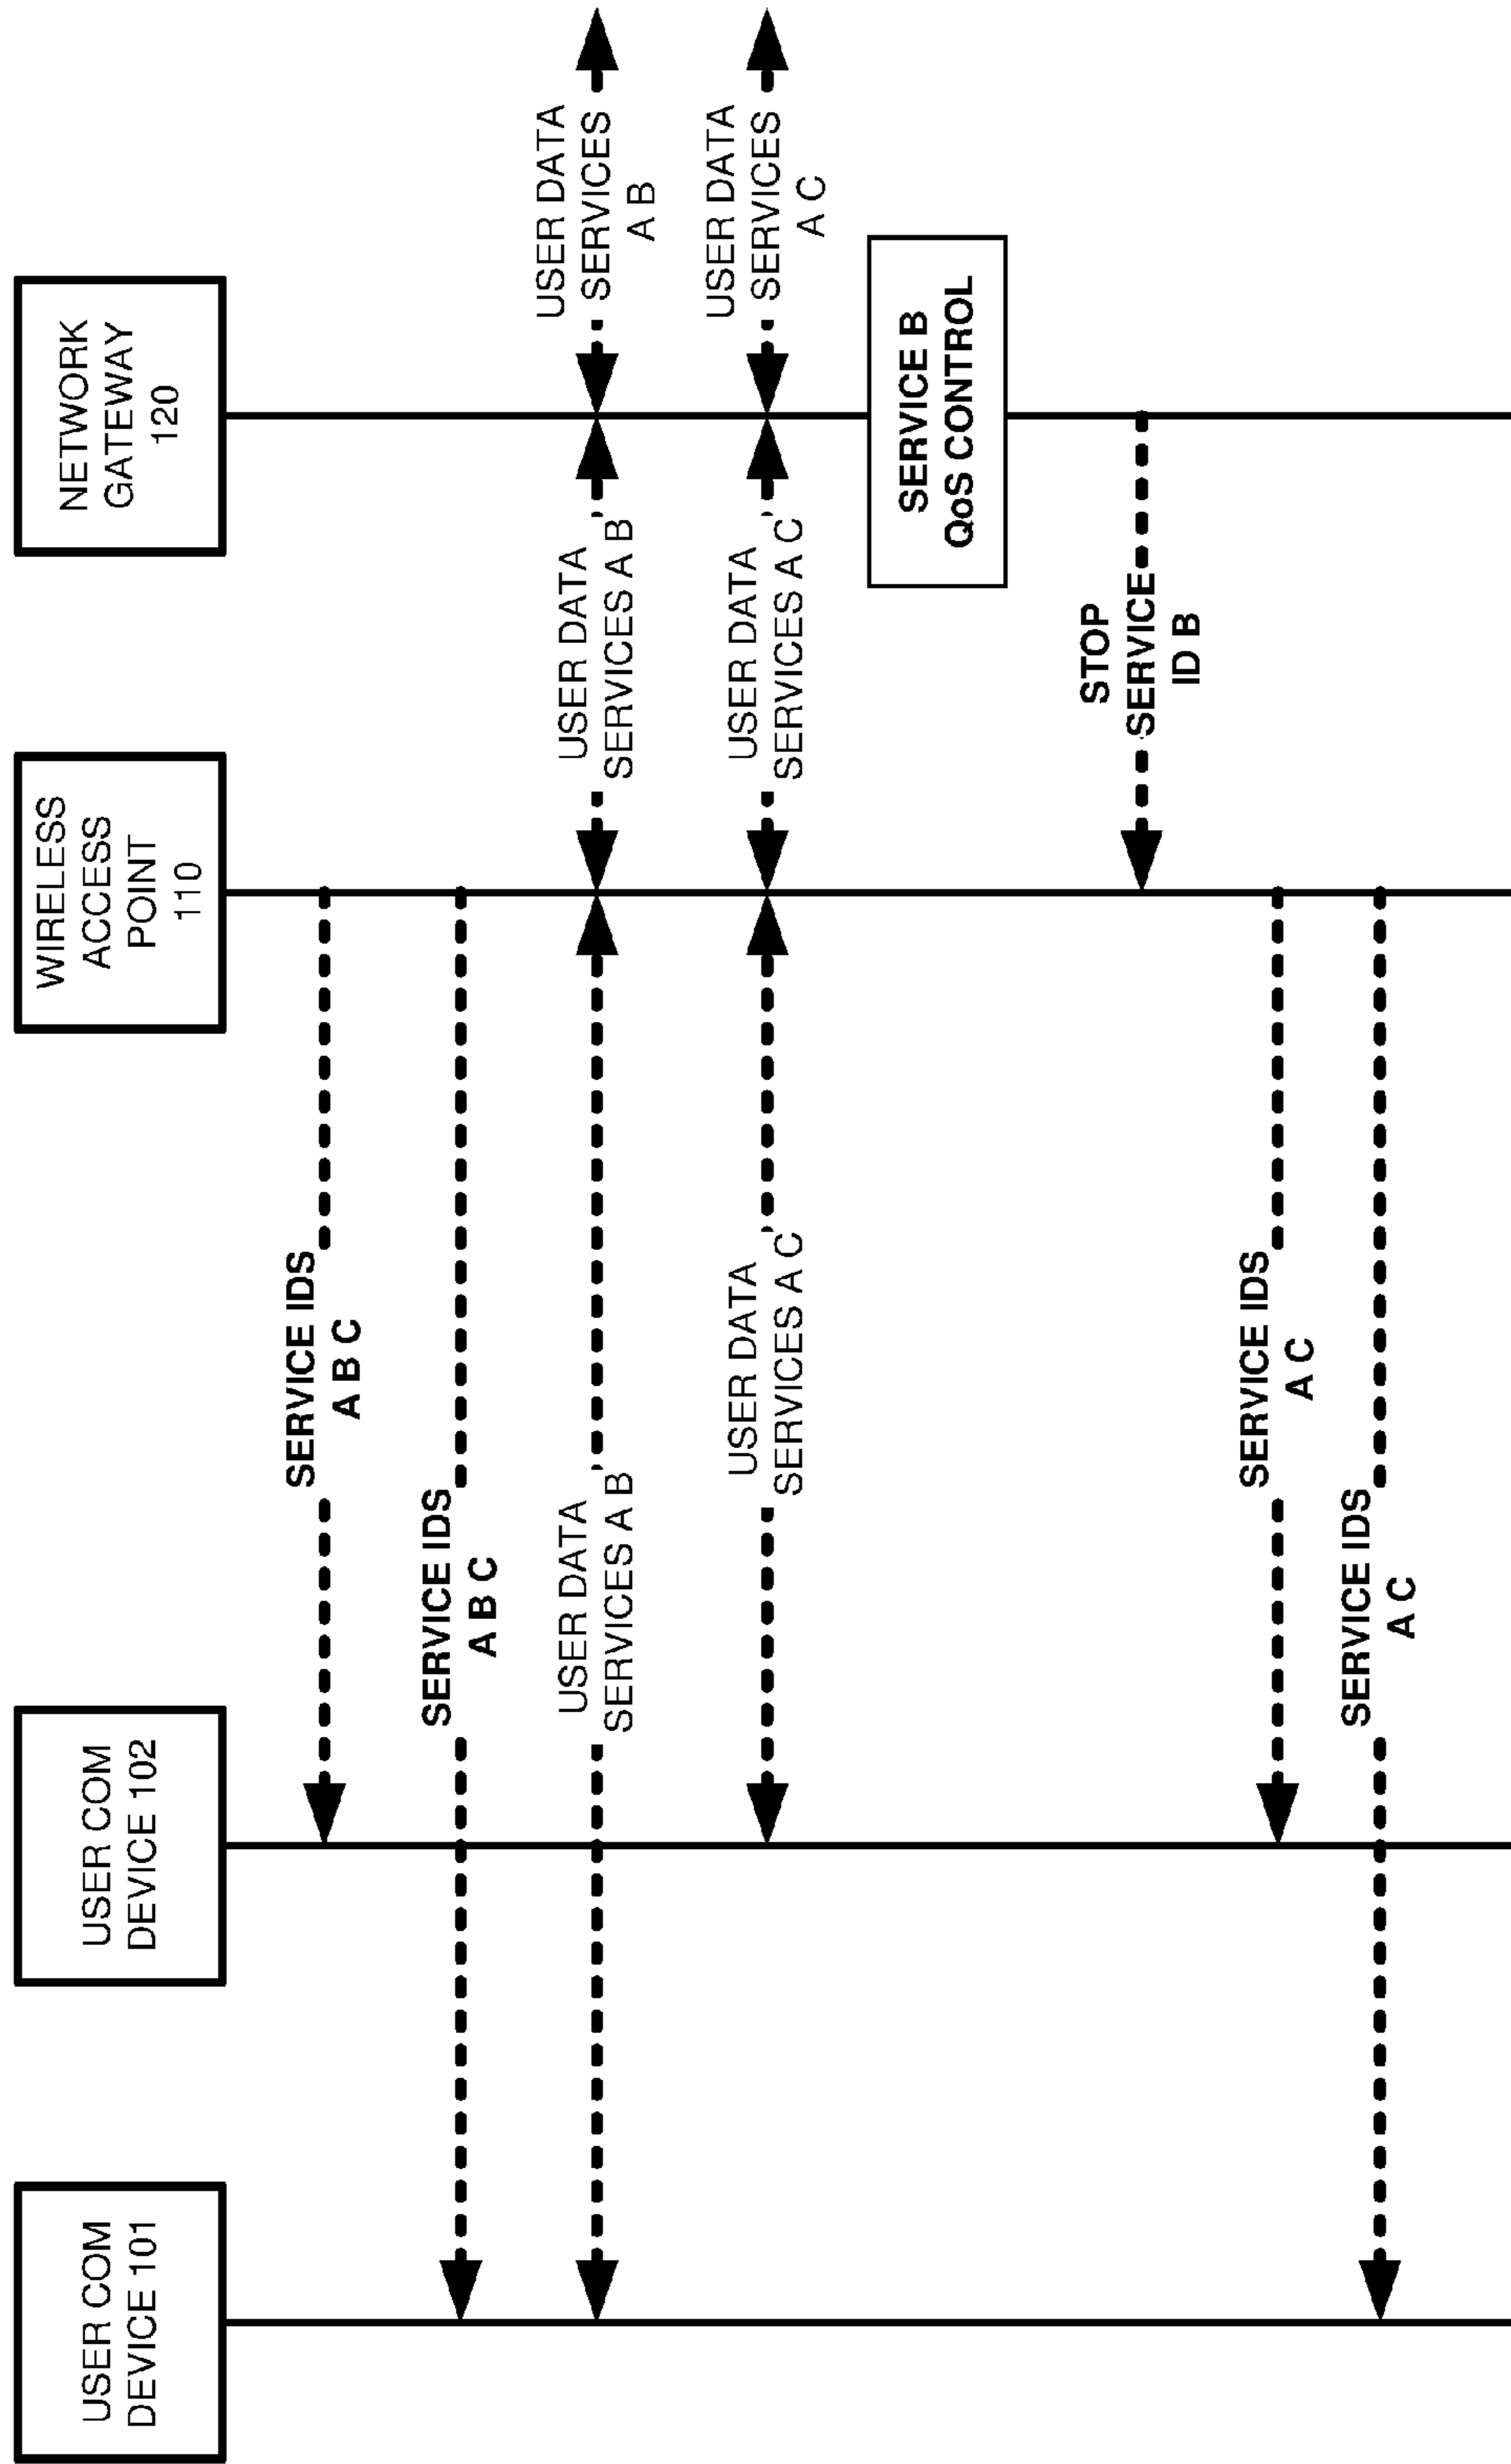 USER COM
DEVICE 101
USER COM
DEVICE 102
WIRELESS
ACCESS
POINT
110
NETWORK
GATEWAY
120
SERVICE IDS
A B C
SERVICE IDS
A B C
USER DATA
SERVICES A B
USER DATA
SERVICES A B
USER DATA
SERVICES
A B
USER DATA
SERVICES A C
USER DATA
SERVICES A C
USER DATA
SERVICES
A C
SERVICE B
QoS CONTROL
STOP
SERVICE
ID B
SERVICE IDS
A C
SERVICE IDS
A C